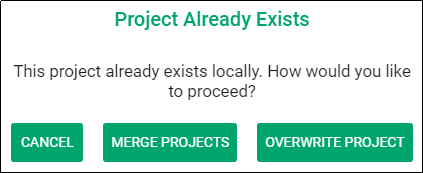 Project Already Exists
This project already exists locally. How would you like
to proceed?
CANCEL
MERGE PROJECTS
OVERWRITE PROJECT